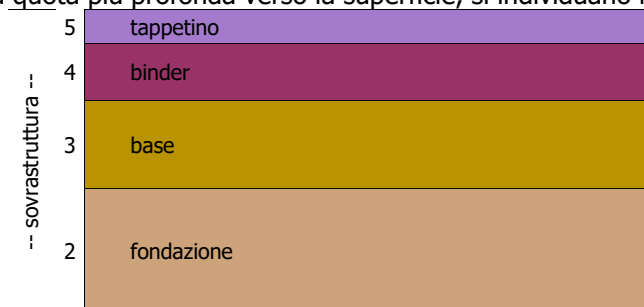 quota più profonda verso la superficie, si individuano
5 tappetino
4 binder
3 base
2 fondazione
-- sovrastruttura --